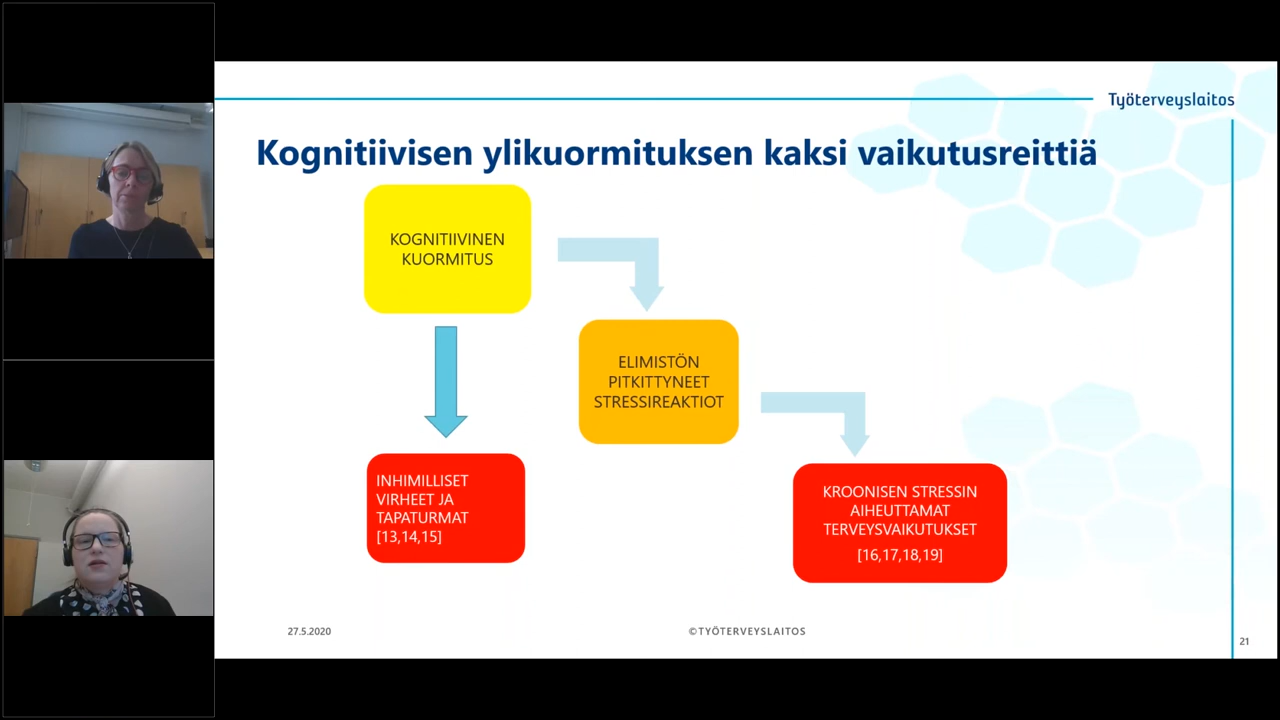 Työterveyslaitos
Kognitiivisen ylikuormituksen kaksi vaikutusreittiä
KOGNITIIVINEN
KUORMITUS
ELIMISTÖN
PITKITTYNEET
STRESSIREAKTIOT
INHIMILLISET
VIRHEET JA
TAPATURMAT
[13,14,15]
KROONISEN STRESSIN
AIHEUTTAMAT
TERVEYSVAIKUTUKSET
[16,17,18,19]
27.5.2020
©TYÖTERVEYSLAITOS
21